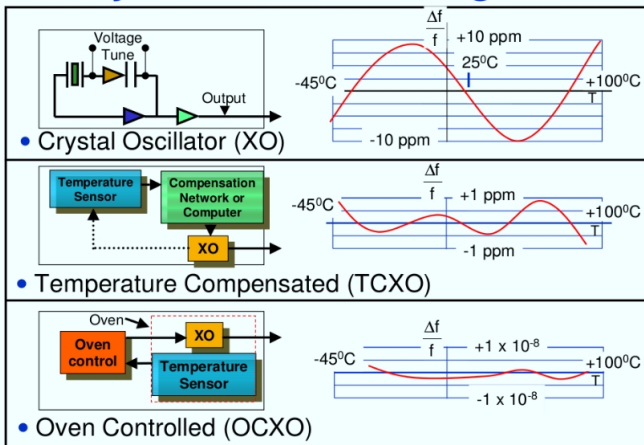 Voltage
Tune
Output
• Crystal Oscillator (XO)
Δf
f
+10 ppm
25⁰C
-45⁰C
+100⁰C
T
-10 ppm
Temperature
Sensor
Compensation
Network or
Computer
XO
• Temperature Compensated (TCXO)
Δf
f
+1 ppm
-45⁰C
+100⁰C
T
-1 ppm
Oven
Oven
control
XO
Temperature
Sensor
• Oven Controlled (OCXO)
Δf
f
+1 x 10⁻⁸
-45⁰C
+100⁰C
T
-1 x 10⁻⁸